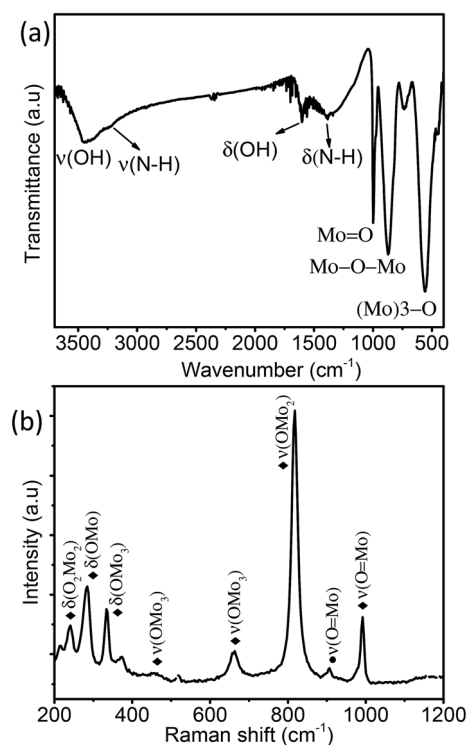 (a)
Transmittance (a.u)
ν(OH)
ν(N-H)
δ(OH)
δ(N-H)
Mo=O
Mo–O–Mo
(Mo)3–O
3500 3000 2500 2000 1500 1000 500
Wavenumber (cm⁻¹)
(b)
Intensity (a.u)
◆ δ(O₂Mo₂)
◆ δ(OMo)
◆ δ(OMo₃)
◆ ν(OMo₃)
◆ ν(OMo₃)
◆ ν(OMo₂)
● ν(O=Mo)
◆ ν(O=Mo)
200 400 600 800 1000 1200
Raman shift (cm⁻¹)